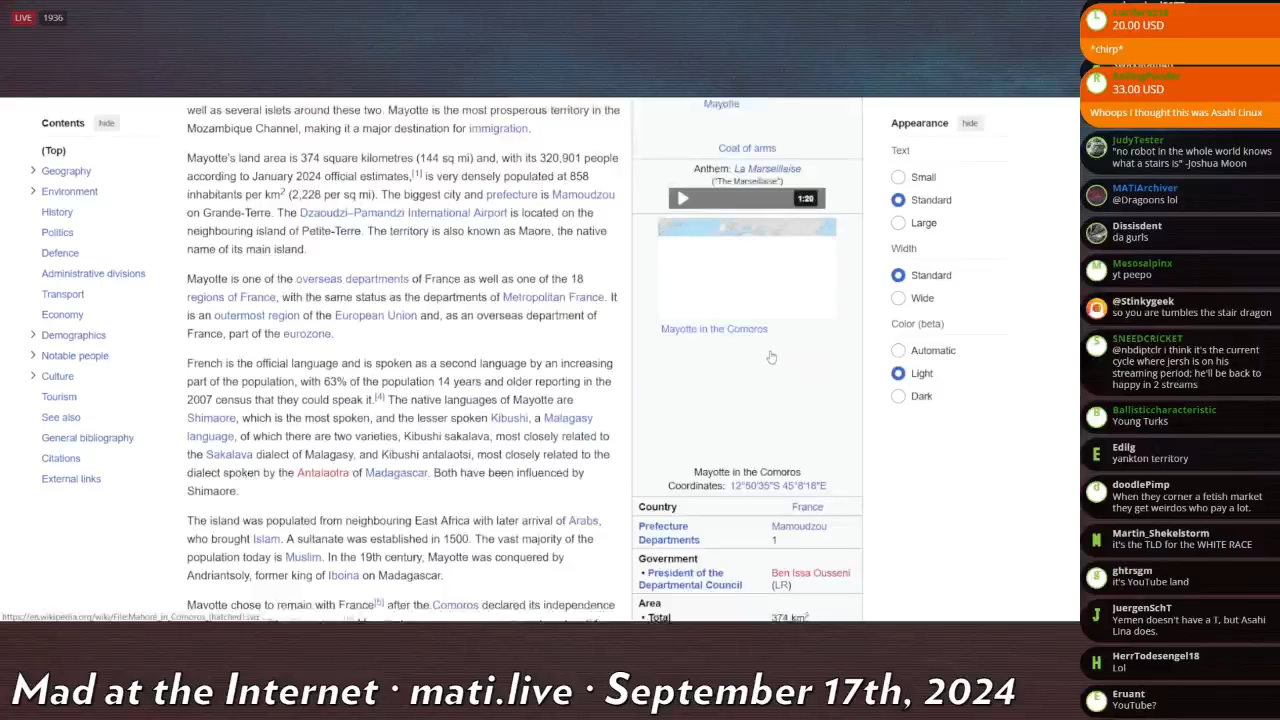 LIVE 1936
Contents hide
(Top)
Geography
Environment
History
Politics
Defence
Administrative divisions
Transport
Economy
Demographics
Notable people
Culture
Tourism
See also
General bibliography
Citations
External links
well as several islets around these two. Mayotte is the most prosperous territory in the
Mozambique Channel, making it a major destination for immigration.
Mayotte's land area is 374 square kilometres (144 sq mi) and, with its 320,901 people
according to January 2024 official estimates,[1] is very densely populated at 858
inhabitants per km2 (2,228 per sq mi). The biggest city and prefecture is Mamoudzou
on Grande-Terre. The Dzaoudzi–Pamandzi International Airport is located on the
neighbouring island of Petite-Terre. The territory is also known as Maore, the native
name of its main island.
Mayotte is one of the overseas departments of France as well as one of the 18
regions of France, with the same status as the departments of Metropolitan France. It
is an outermost region of the European Union and, as an overseas department of
France, part of the eurozone.
French is the official language and is spoken as a second language by an increasing
part of the population, with 63% of the population 14 years and older reporting in the
2007 census that they could speak it.[4] The native languages of Mayotte are
Shimaore, which is the most spoken, and the lesser spoken Kibushi, a Malagasy
language, of which there are two varieties, Kibushi sakalava, most closely related to
the Sakalava dialect of Malagasy, and Kibushi antalaotsi, most closely related to the
dialect spoken by the Antalaotra of Madagascar. Both have been influenced by
Shimaore.
The island was populated from neighbouring East Africa with later arrival of Arabs,
who brought Islam. A sultanate was established in 1500. The vast majority of the
population today is Muslim. In the 19th century, Mayotte was conquered by
Andriantsoly, former king of Iboina on Madagascar.
Mayotte chose to remain with France[5] after the Comoros declared its independence
Mayotte
Coat of arms
Anthem: La Marseillaise
("The Marseillaise")
1:20
Mayotte in the Comoros
Mayotte in the Comoros
Coordinates: 12°50′35″S 45°8′18″E
Country France
Prefecture Mamoudzou
Departments 1
Government
• President of the Departmental Council Ben Issa Ousseni (LR)
Area
• Total 374 km2
Appearance hide
Text
Small
Standard
Large
Width
Standard
Wide
Color (beta)
Automatic
Light
Dark
20.00 USD
*chirp*
33.00 USD
Whoops I thought this was Asahi Linux
JudyTester
"no robot in the whole world knows
what a stairs is" -Joshua Moon
MATIArchiver
@Dragoons lol
Dissisdent
da gurls
Mesosalpinx
yt peepo
@Stinkygeek
so you are tumbles the stair dragon
SNEEDCRICKET
@nbdiptclr i think it's the current
cycle where jersh is on his
streaming period; he'll be back to
happy in 2 streams
Ballisticcharacteristic
Young Turks
Edilg
yankton territory
doodlePimp
When they corner a fetish market
they get weirdos who pay a lot.
Martin_Shekelstorm
it's the TLD for the WHITE RACE
ghtrsgm
it's YouTube land
JuergenSchT
Yemen doesn't have a T, but Asahi
Lina does.
HerrTodesengel18
Lol
Eruant
YouTube?
Mad at the Internet · mati.live · September 17th, 2024